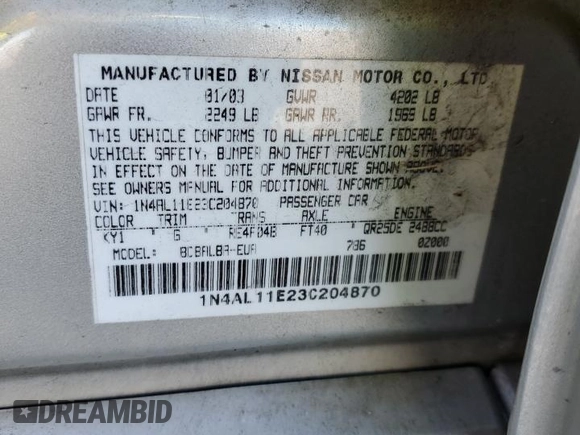 MANUFACTURED BY NISSAN MOTOR CO., LTD
DATE 01/03 GVWR 4202 LB
GAWR FR. 2249 LB GAWR RR. 1969 LB
THIS VEHICLE CONFORMS TO ALL APPLICABLE FEDERAL MOTOR
VEHICLE SAFETY, BUMPER AND THEFT PREVENTION STANDARDS
IN EFFECT ON THE DATE OF MANUFACTURE SHOWN ABOVE.
SEE OWNERS MANUAL FOR ADDITIONAL INFORMATION.
VIN: 1N4AL11E23C204870 PASSENGER CAR
COLOR TRIM TRANS AXLE ENGINE
KY1 G RE4F04B FT40 QR25DE 2488CC
MODEL: 786 02000
1N4AL11E23C204870
DREAMBID